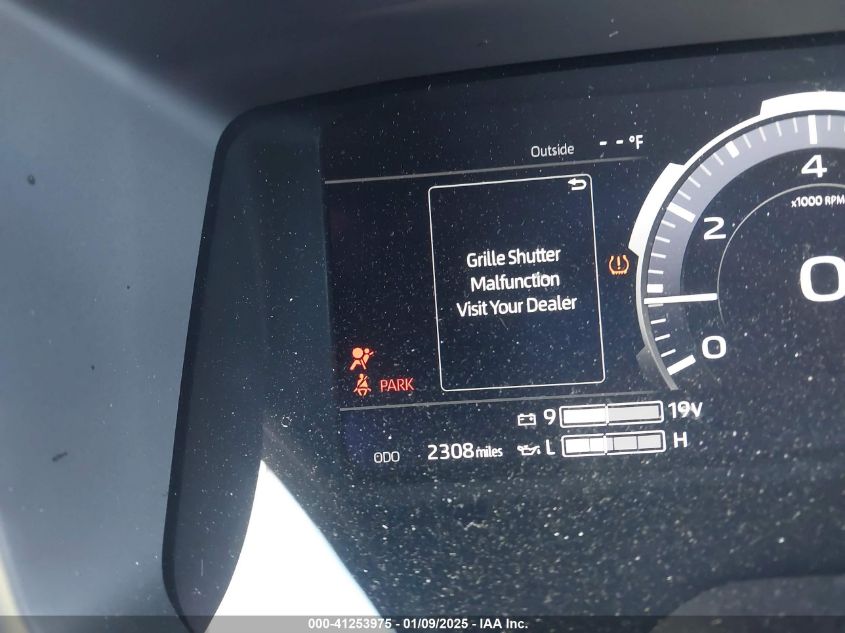 Outside --°F
4
x1000 RPM
Grille Shutter
Malfunction
Visit Your Dealer
2
0
0
PARK
9 19V
ODO 2308 miles L H
000-41253975 - 01/09/2025 - IAA Inc.